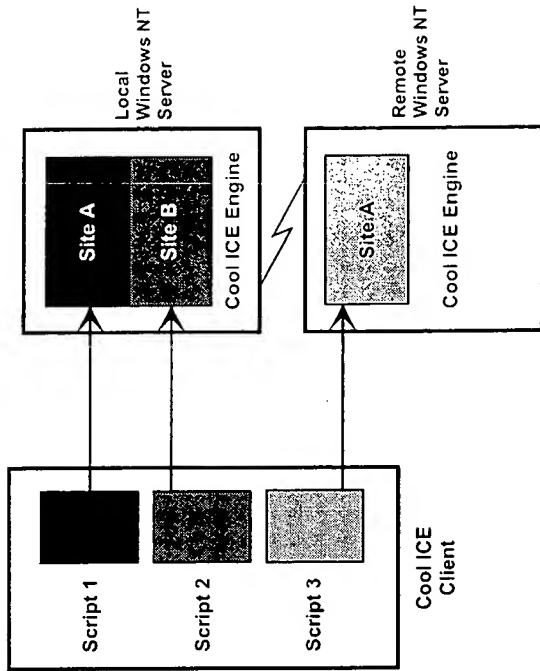 Script 1
Script 2
Script 3
Cool ICE
Client
Site A
Site B
Cool ICE Engine
Local
Windows NT
Server
Site A
Cool ICE Engine
Remote
Windows NT
Server